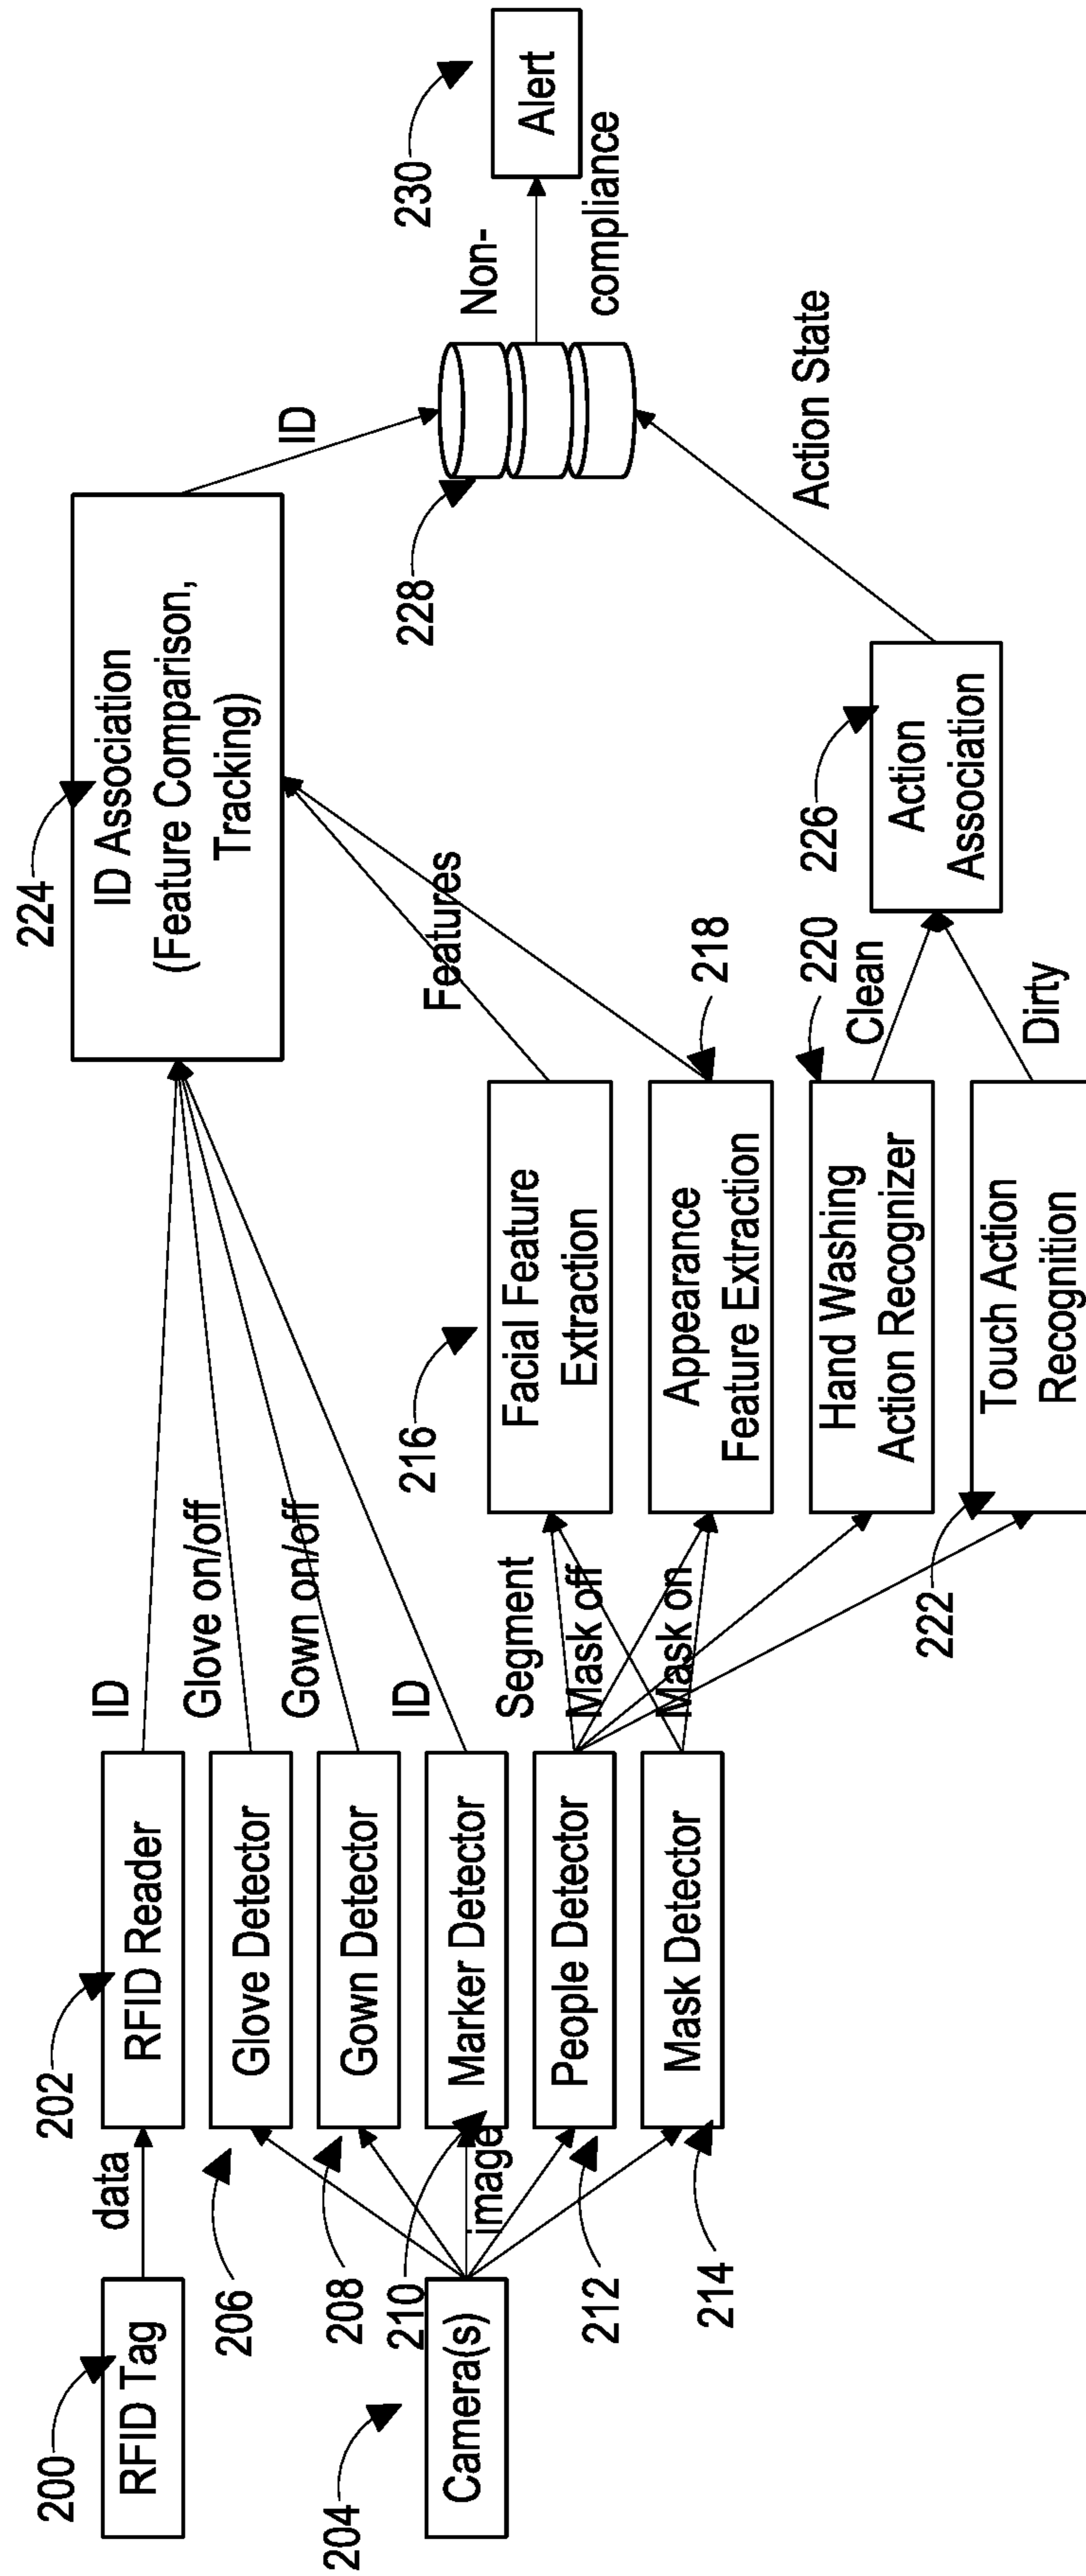 200
RFID Tag
data
202
RFID Reader
ID
224
ID Association
(Feature Comparison,
Tracking)
ID
204
Camera(s)
image
206
Glove Detector
Glove on/off
208
Gown Detector
Gown on/off
210
Marker Detector
ID
212
People Detector
Segment
214
Mask Detector
Mask off
Mask on
216
Facial Feature
Extraction
Features
Appearance
Feature Extraction
218
Hand Washing
Action Recognizer
220
Clean
222
Touch Action
Recognition
Dirty
226
Action
Association
Action State
228
Non-
compliance
230
Alert